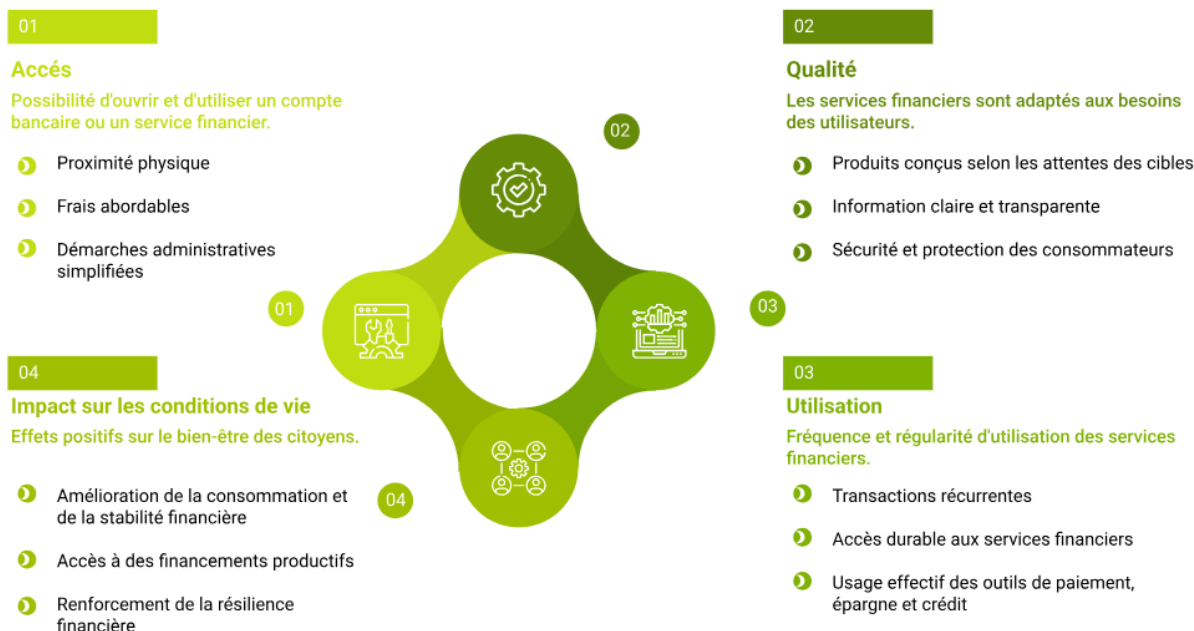 01
Accés
Possibilité d'ouvrir et d'utiliser un compte
bancaire ou un service financier.
Proximité physique
Frais abordables
Démarches administratives
simplifiées
02
Qualité
Les services financiers sont adaptés aux besoins
des utilisateurs.
Produits conçus selon les attentes des cibles
Information claire et transparente
Sécurité et protection des consommateurs
02
01
03
04
04
Impact sur les conditions de vie
Effets positifs sur le bien-être des citoyens.
Amélioration de la consommation et
de la stabilité financière
Accès à des financements productifs
Renforcement de la résilience
financière
03
Utilisation
Fréquence et régularité d'utilisation des services
financiers.
Transactions récurrentes
Accès durable aux services financiers
Usage effectif des outils de paiement,
épargne et crédit